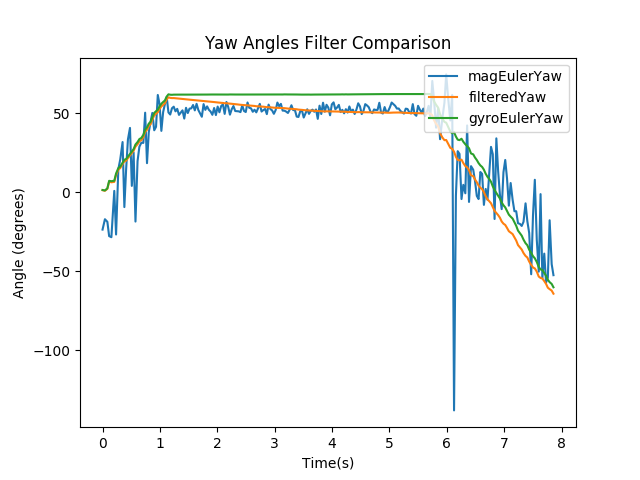 Yaw Angles Filter Comparison
magEulerYaw
filteredYaw
gyroEulerYaw
Angle (degrees)
50
0
−50
−100
0 1 2 3 4 5 6 7 8
Time(s)